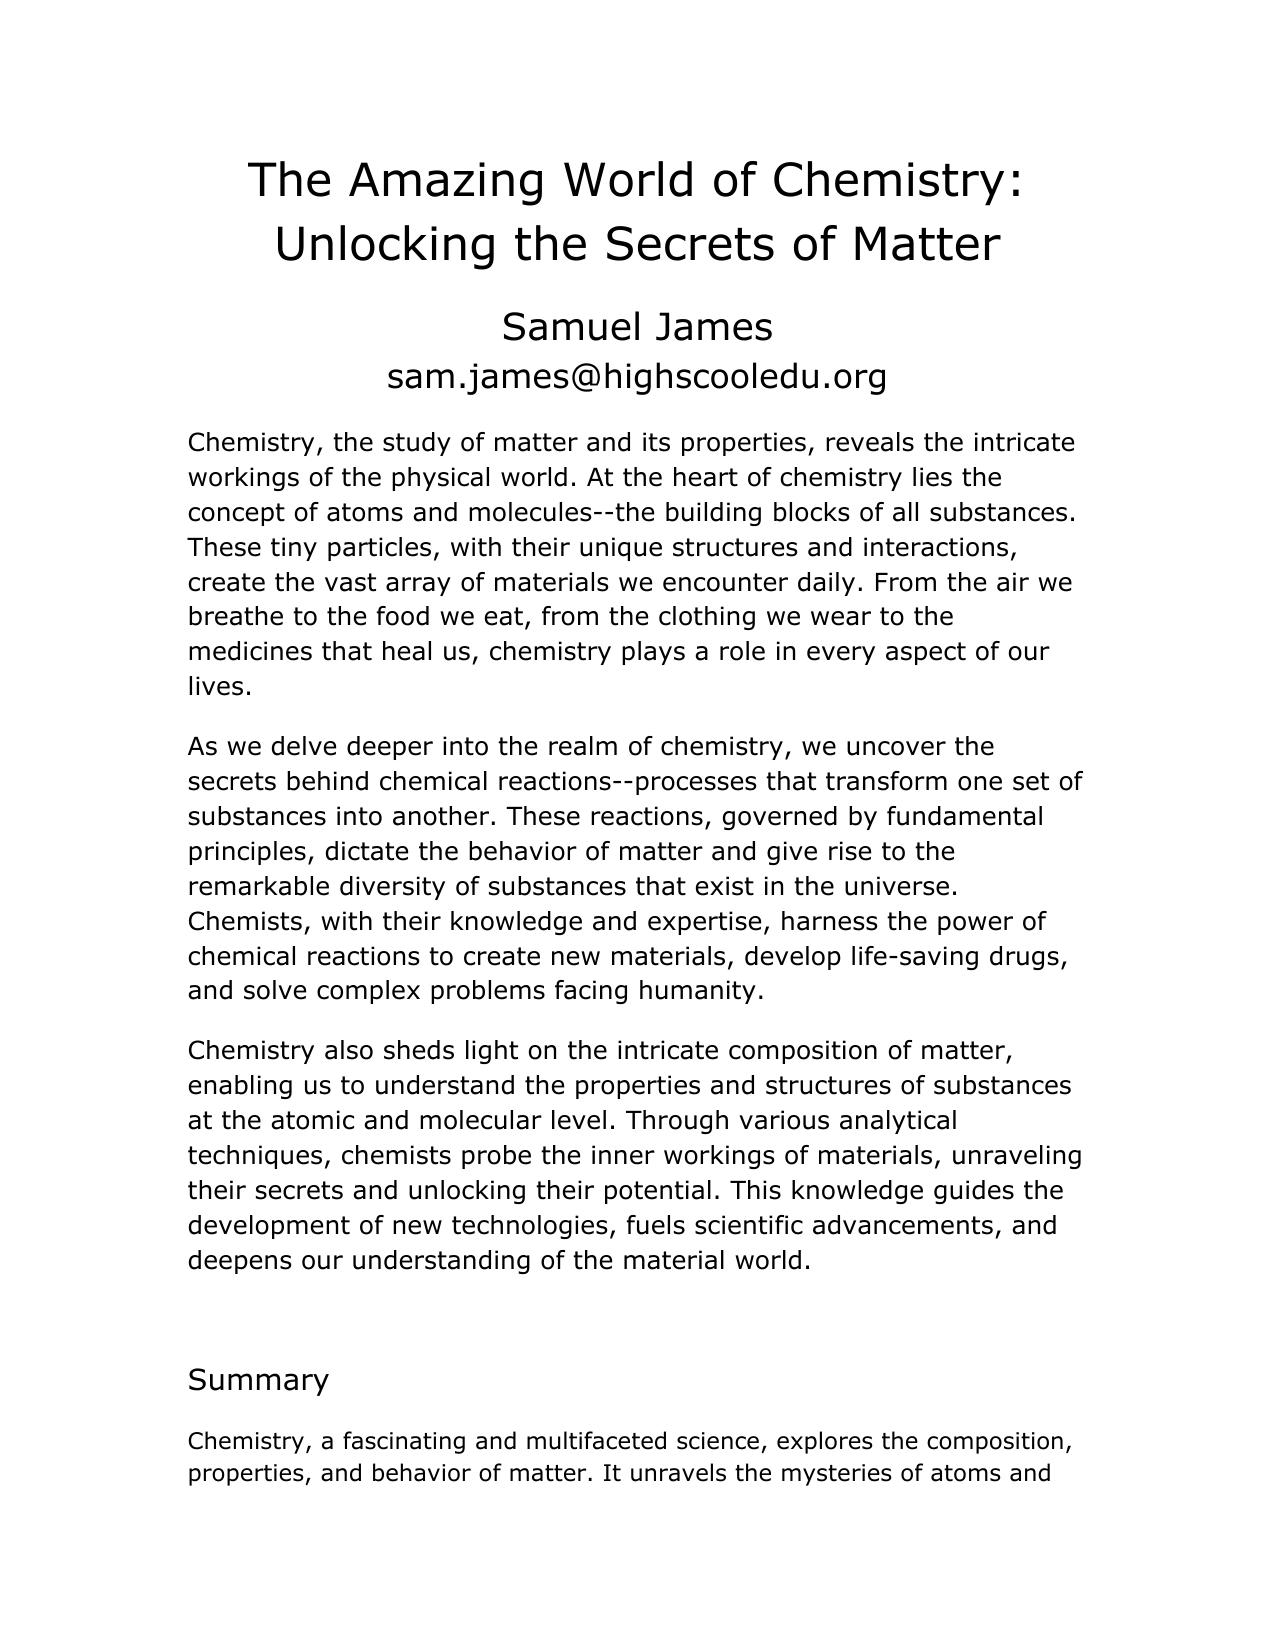 The Amazing World of Chemistry:
Unlocking the Secrets of Matter
Samuel James
sam.james@highscooledu.org
Chemistry, the study of matter and its properties, reveals the intricate
workings of the physical world. At the heart of chemistry lies the
concept of atoms and molecules--the building blocks of all substances.
These tiny particles, with their unique structures and interactions,
create the vast array of materials we encounter daily. From the air we
breathe to the food we eat, from the clothing we wear to the
medicines that heal us, chemistry plays a role in every aspect of our
lives.
As we delve deeper into the realm of chemistry, we uncover the
secrets behind chemical reactions--processes that transform one set of
substances into another. These reactions, governed by fundamental
principles, dictate the behavior of matter and give rise to the
remarkable diversity of substances that exist in the universe.
Chemists, with their knowledge and expertise, harness the power of
chemical reactions to create new materials, develop life-saving drugs,
and solve complex problems facing humanity.
Chemistry also sheds light on the intricate composition of matter,
enabling us to understand the properties and structures of substances
at the atomic and molecular level. Through various analytical
techniques, chemists probe the inner workings of materials, unraveling
their secrets and unlocking their potential. This knowledge guides the
development of new technologies, fuels scientific advancements, and
deepens our understanding of the material world.
Summary
Chemistry, a fascinating and multifaceted science, explores the composition,
properties, and behavior of matter. It unravels the mysteries of atoms and